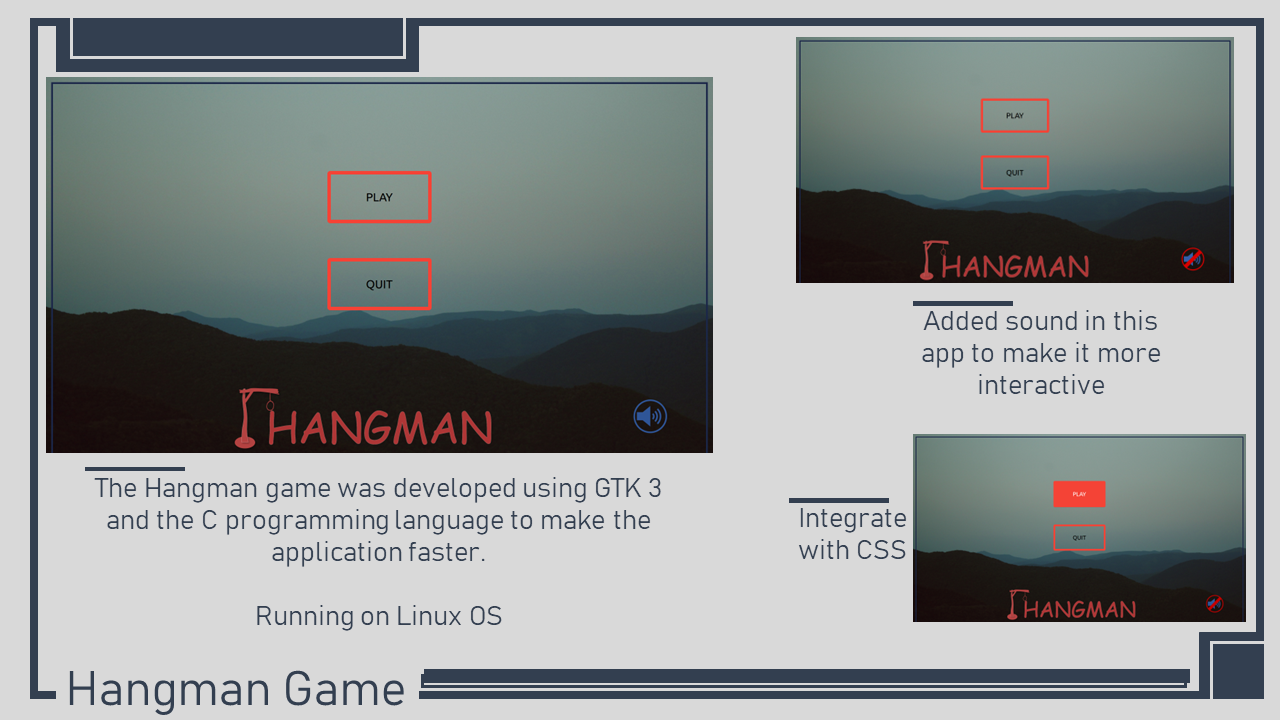 PLAY
QUIT
HANGMAN
The Hangman game was developed using GTK 3
and the C programming language to make the
application faster.
Running on Linux OS
PLAY
QUIT
HANGMAN
Added sound in this
app to make it more
interactive
Integrate
with CSS
PLAY
QUIT
HANGMAN
Hangman Game